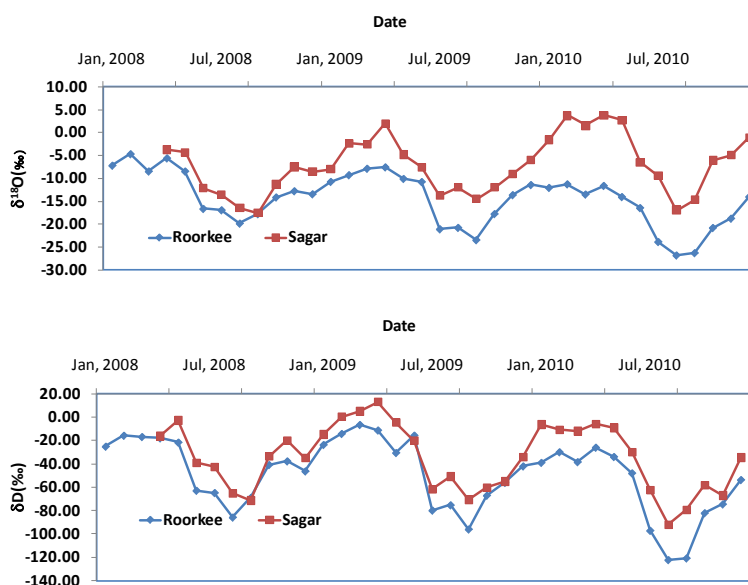 Date
Jan, 2008 Jul, 2008 Jan, 2009 Jul, 2009 Jan, 2010 Jul, 2010
10.00
5.00
0.00
-5.00
-10.00
-15.00
-20.00
-25.00
-30.00
δ¹⁸O(‰)
Roorkee Sagar
Date
Jan, 2008 Jul, 2008 Jan, 2009 Jul, 2009 Jan, 2010 Jul, 2010
20.00
0.00
-20.00
-40.00
-60.00
-80.00
-100.00
-120.00
-140.00
δD(‰)
Roorkee Sagar